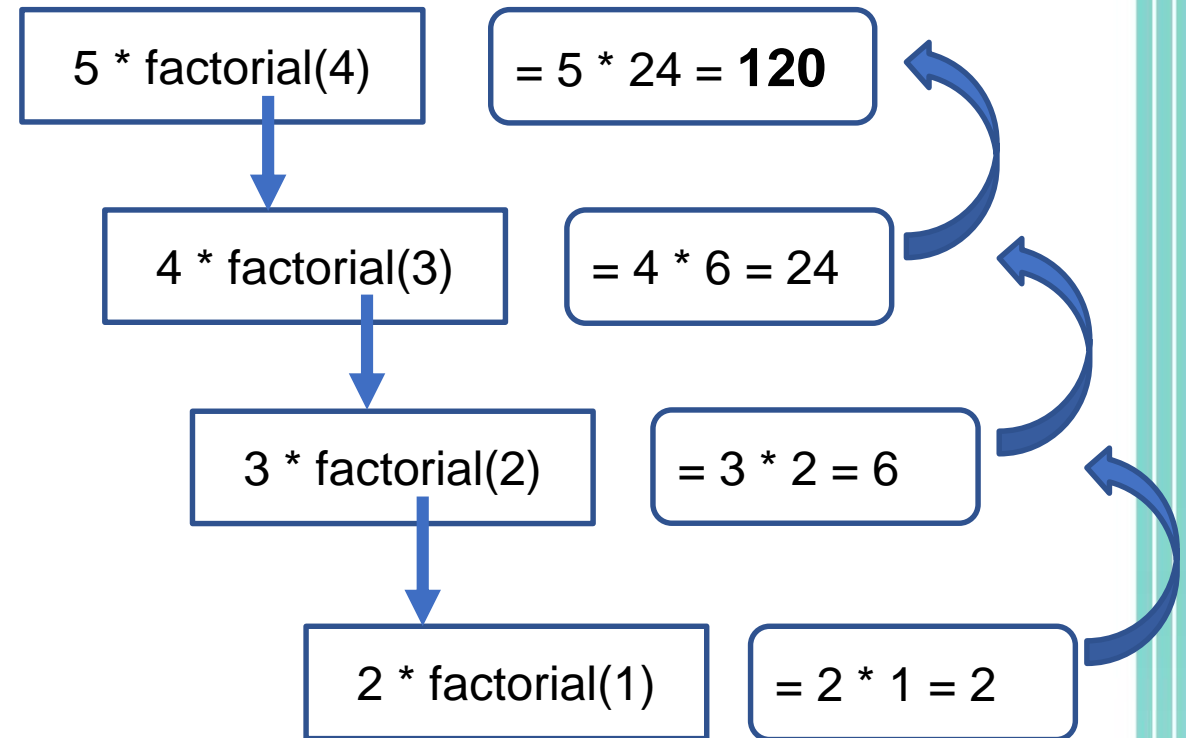 5 * factorial(4)
= 5 * 24 = 120
4 * factorial(3)
= 4 * 6 = 24
3 * factorial(2)
= 3 * 2 = 6
2 * factorial(1)
= 2 * 1 = 2